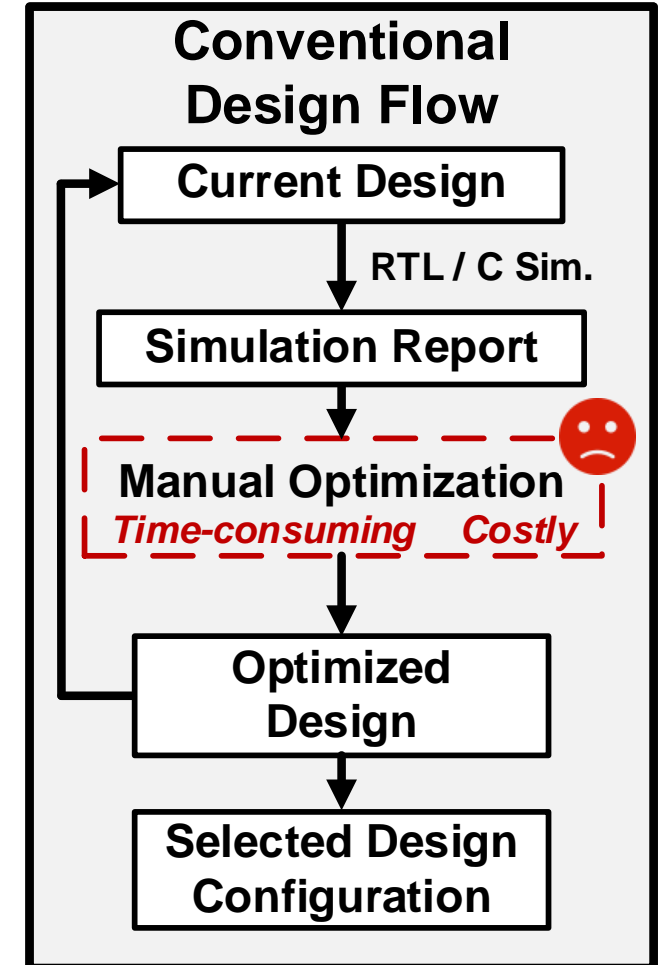 Conventional
Design Flow
Current Design
RTL / C Sim.
Simulation Report
Manual Optimization
Time-consuming Costly
Optimized
Design
Selected Design
Configuration